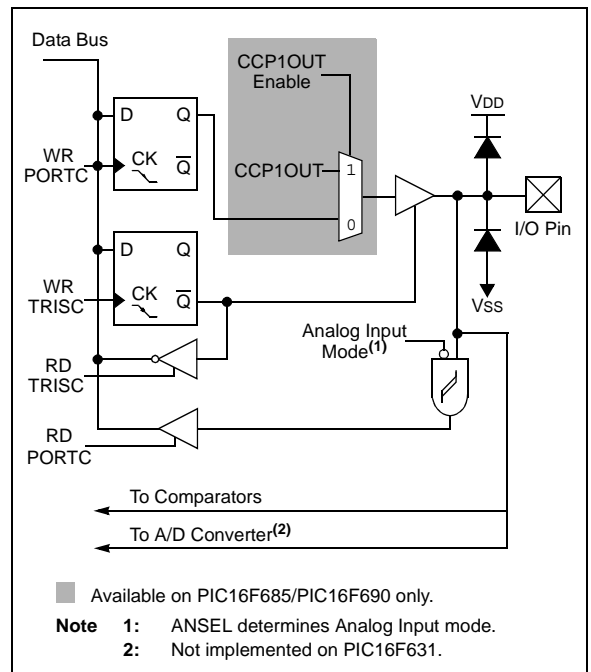 Data Bus
CCP1OUT
Enable
VDD
D Q
WR
PORTC
CK Q
CCP1OUT
1
0
I/O Pin
D Q
WR
TRISC
CK Q
VSS
Analog Input
Mode(1)
RD
TRISC
RD
PORTC
To Comparators
To A/D Converter(2)
Available on PIC16F685/PIC16F690 only.
Note 1: ANSEL determines Analog Input mode.
2: Not implemented on PIC16F631.